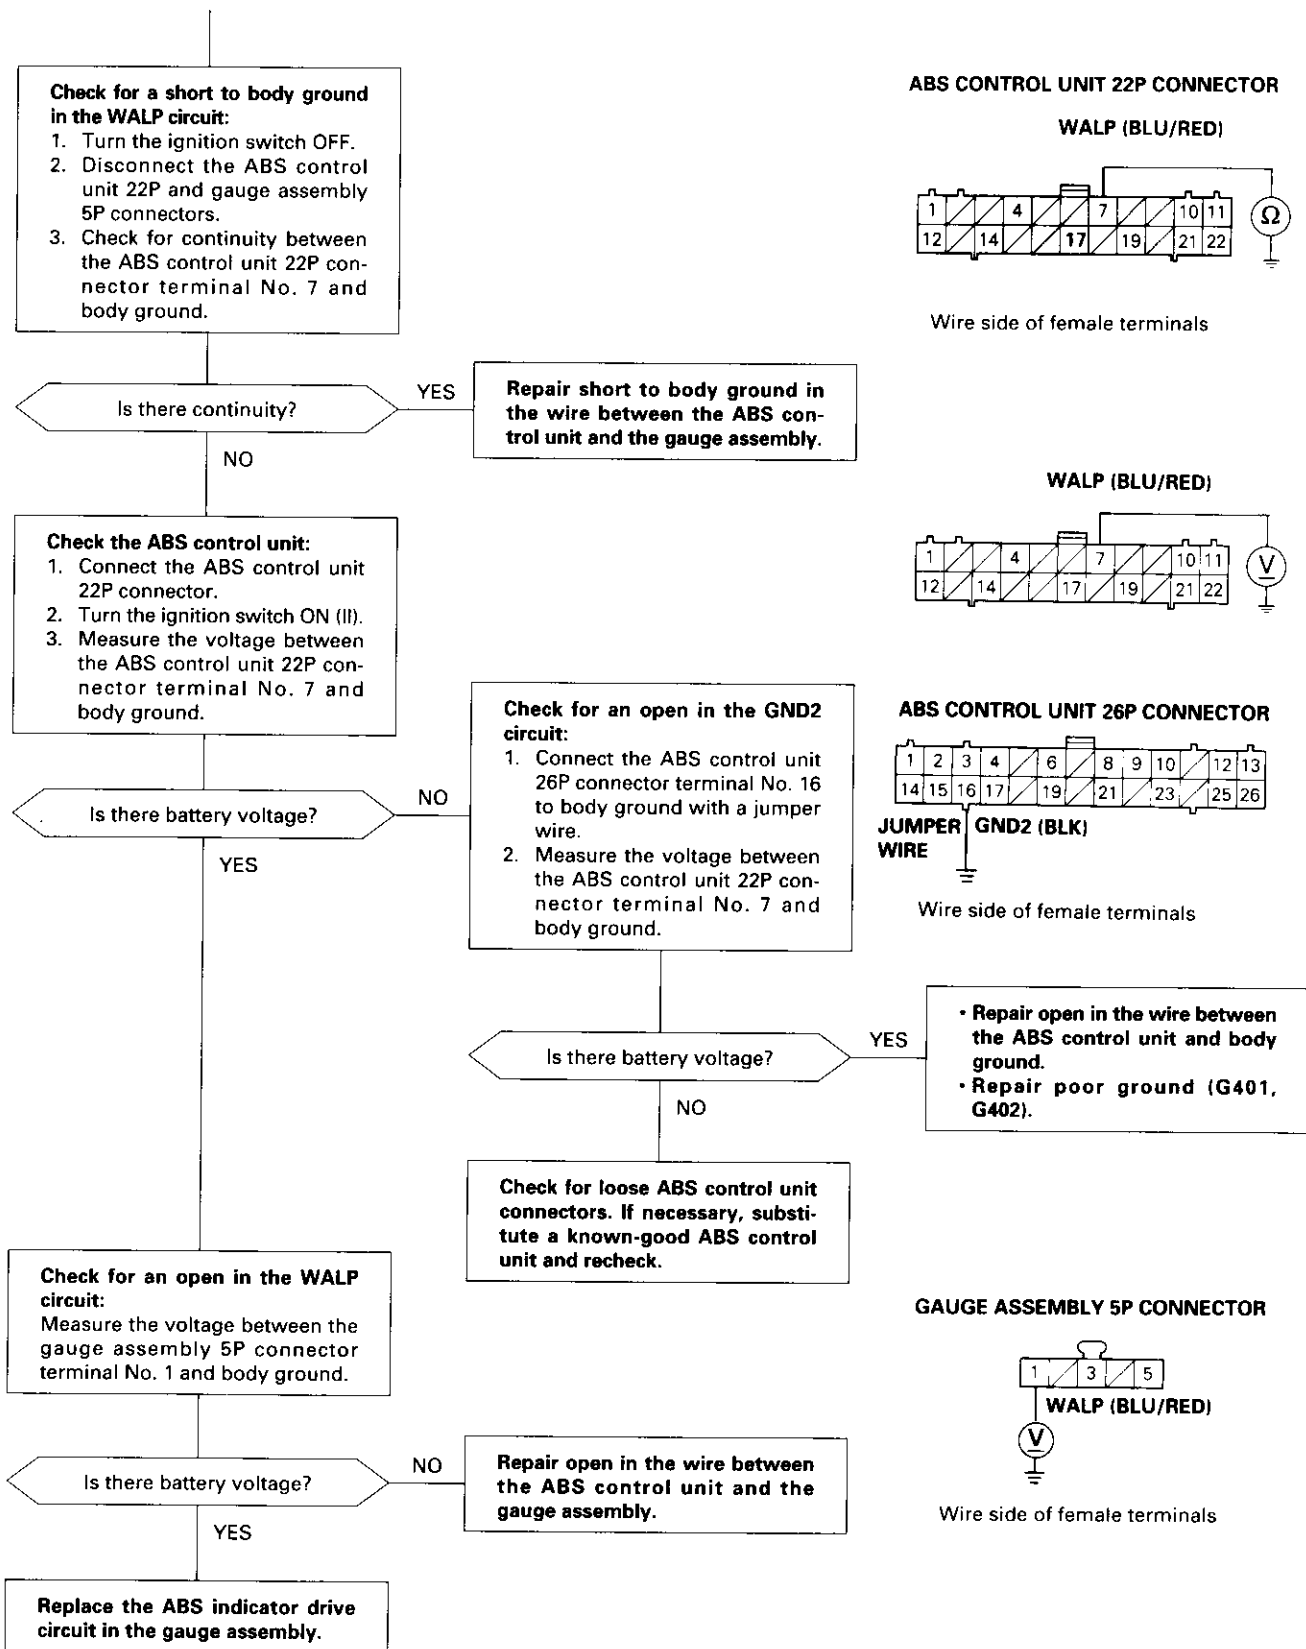 Check for a short to body ground
in the WALP circuit:
1. Turn the ignition switch OFF.
2. Disconnect the ABS control
unit 22P and gauge assembly
5P connectors.
3. Check for continuity between
the ABS control unit 22P con-
nector terminal No. 7 and
body ground.
ABS CONTROL UNIT 22P CONNECTOR
WALP (BLU/RED)
1 4 7 10 11
Ω
12 14 17 19 21 22
Wire side of female terminals
Is there continuity?
YES
Repair short to body ground in
the wire between the ABS con-
trol unit and the gauge assembly.
NO
WALP (BLU/RED)
1 4 7 10 11
V
12 14 17 19 21 22
Check the ABS control unit:
1. Connect the ABS control unit
22P connector.
2. Turn the ignition switch ON (II).
3. Measure the voltage between
the ABS control unit 22P con-
nector terminal No. 7 and
body ground.
Is there battery voltage?
NO
YES
Check for an open in the GND2
circuit:
1. Connect the ABS control unit
26P connector terminal No. 16
to body ground with a jumper
wire.
2. Measure the voltage between
the ABS control unit 22P con-
nector terminal No. 7 and
body ground.
ABS CONTROL UNIT 26P CONNECTOR
1 2 3 4 6 8 9 10 12 13
14 15 16 17 19 21 23 25 26
JUMPER GND2 (BLK)
WIRE
Wire side of female terminals
Is there battery voltage?
YES
• Repair open in the wire between
the ABS control unit and body
ground.
• Repair poor ground (G401,
G402).
NO
Check for loose ABS control unit
connectors. If necessary, substi-
tute a known-good ABS control
unit and recheck.
Check for an open in the WALP
circuit:
Measure the voltage between the
gauge assembly 5P connector
terminal No. 1 and body ground.
GAUGE ASSEMBLY 5P CONNECTOR
1 3 5
WALP (BLU/RED)
V
Wire side of female terminals
Is there battery voltage?
NO
Repair open in the wire between
the ABS control unit and the
gauge assembly.
YES
Replace the ABS indicator drive
circuit in the gauge assembly.